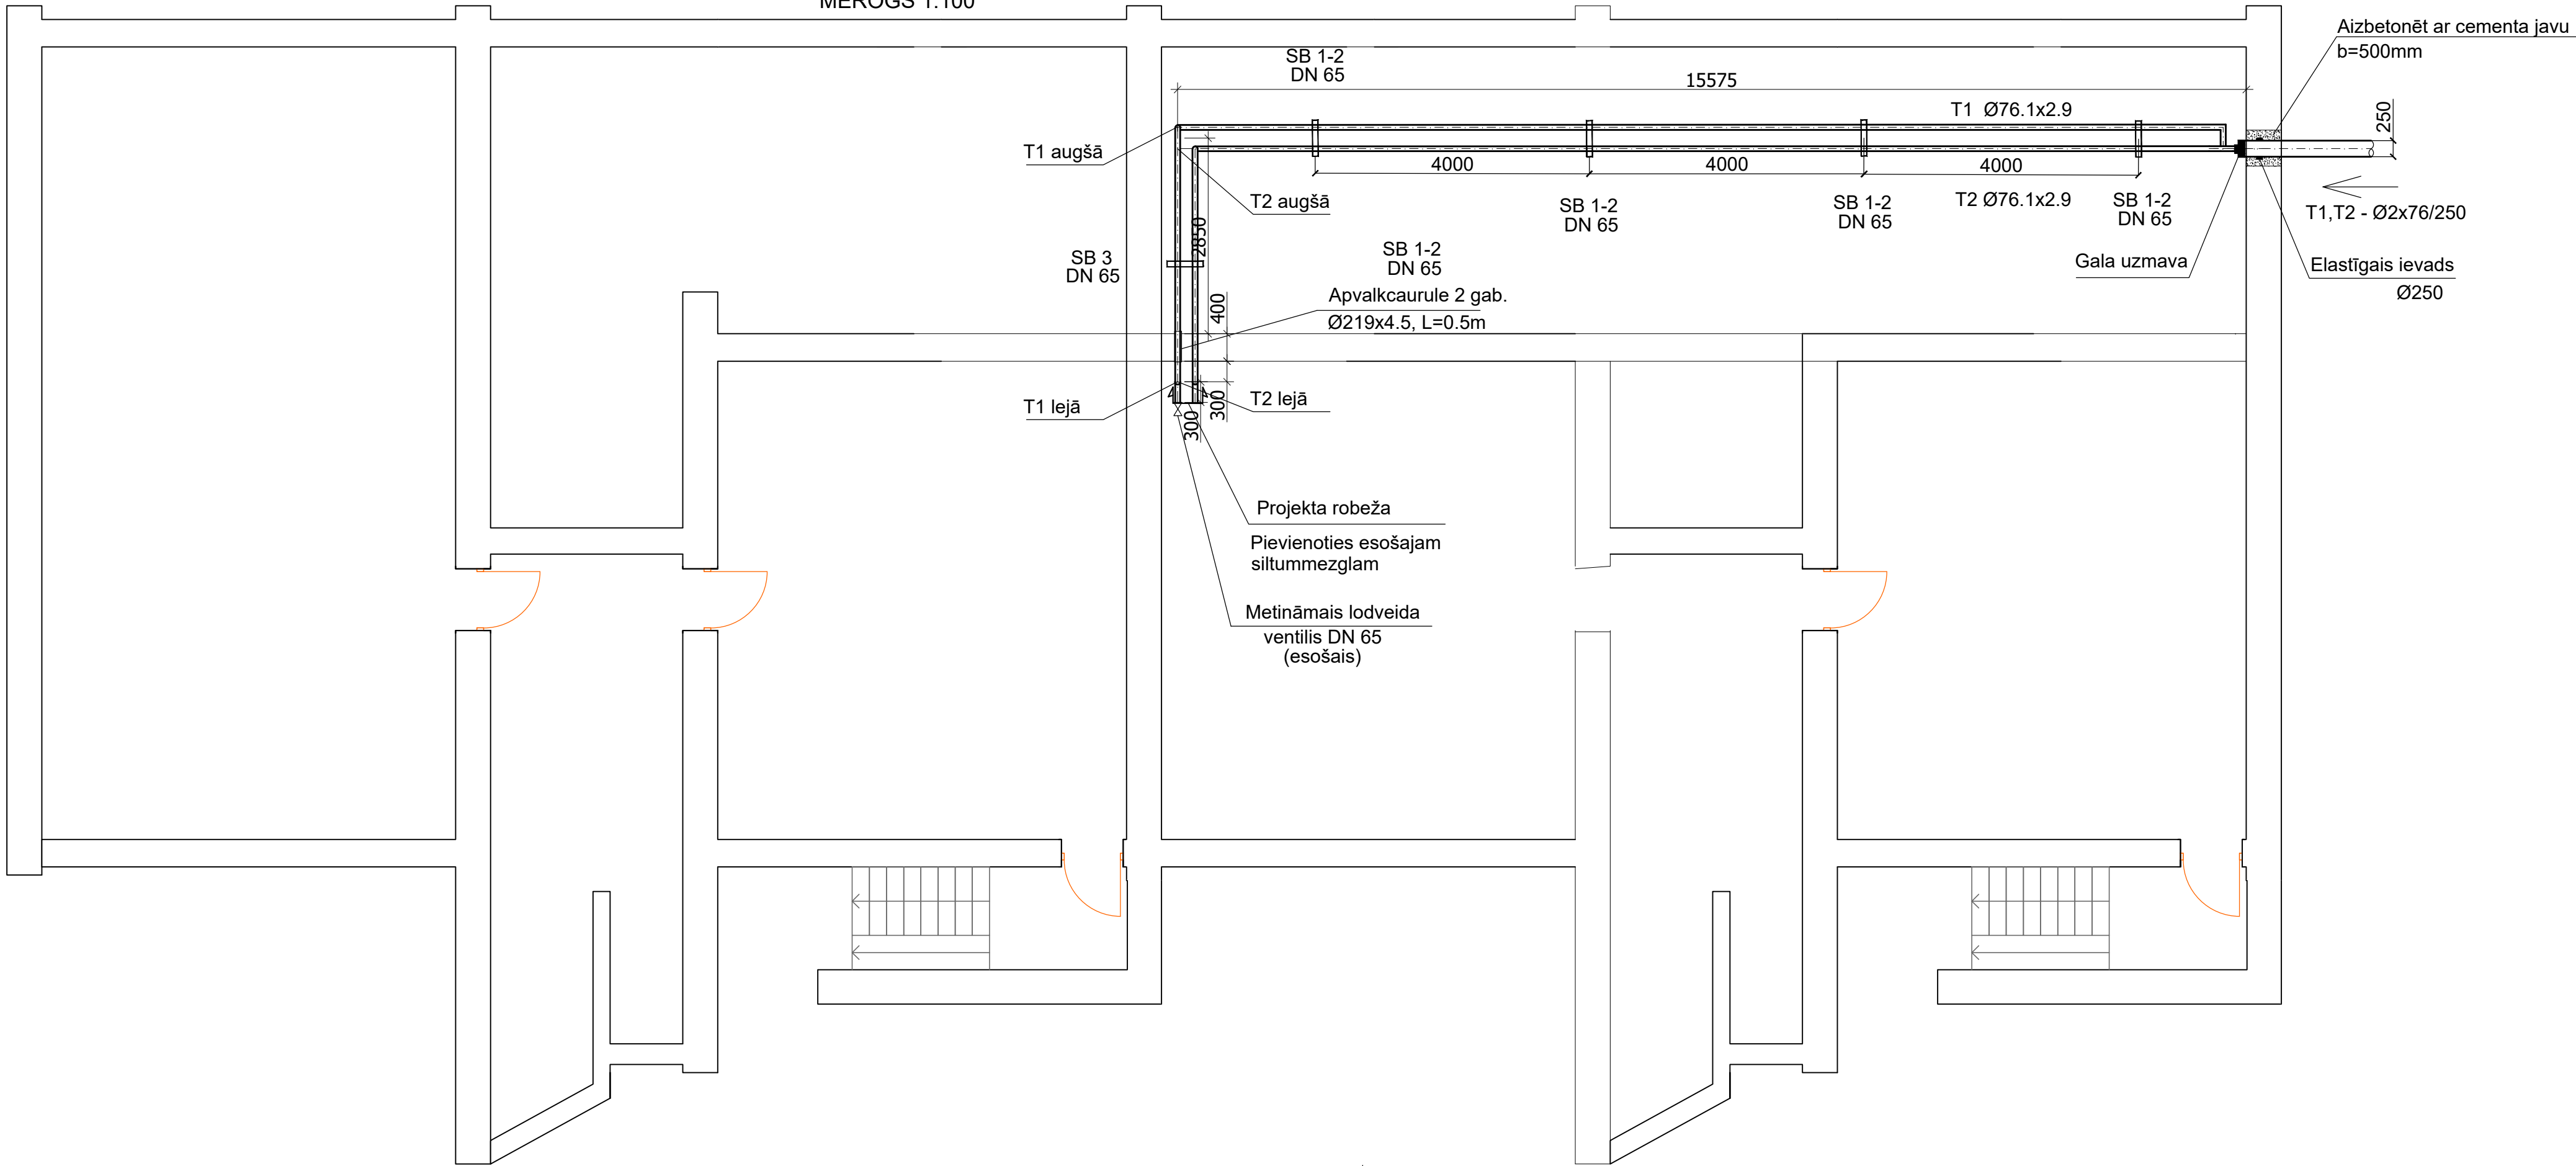 MĒROGS 1:100
Aizbetonēt ar cementa javu
b=500mm
SB 1-2
DN 65
15575
T1 Ø76.1x2.9
250
T1 augšā
4000
4000
4000
T2 augšā
T2 Ø76.1x2.9
SB 1-2
DN 65
SB 1-2
DN 65
SB 1-2
DN 65
T1,T2 - Ø2x76/250
2850
SB 3
DN 65
SB 1-2
DN 65
Gala uzmava
Elastīgais ievads
Ø250
Apvalkcaurule 2 gab.
Ø219x4.5, L=0.5m
400
T1 lejā
T2 lejā
300
300
Projekta robeža
Pievienoties esošajam
siltummezglam
Metināmais lodveida
ventilis DN 65
(esošais)